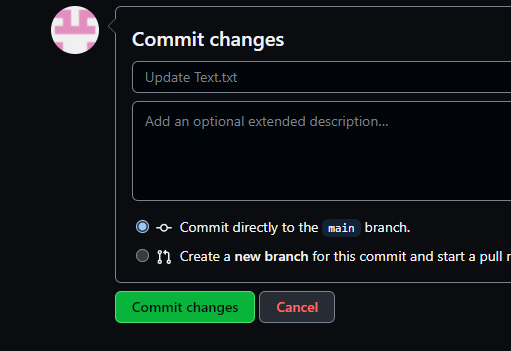 Commit changes
Update Text.txt
Add an optional extended description...
Commit directly to the main branch.
Create a new branch for this commit and start a pull
Commit changes
Cancel